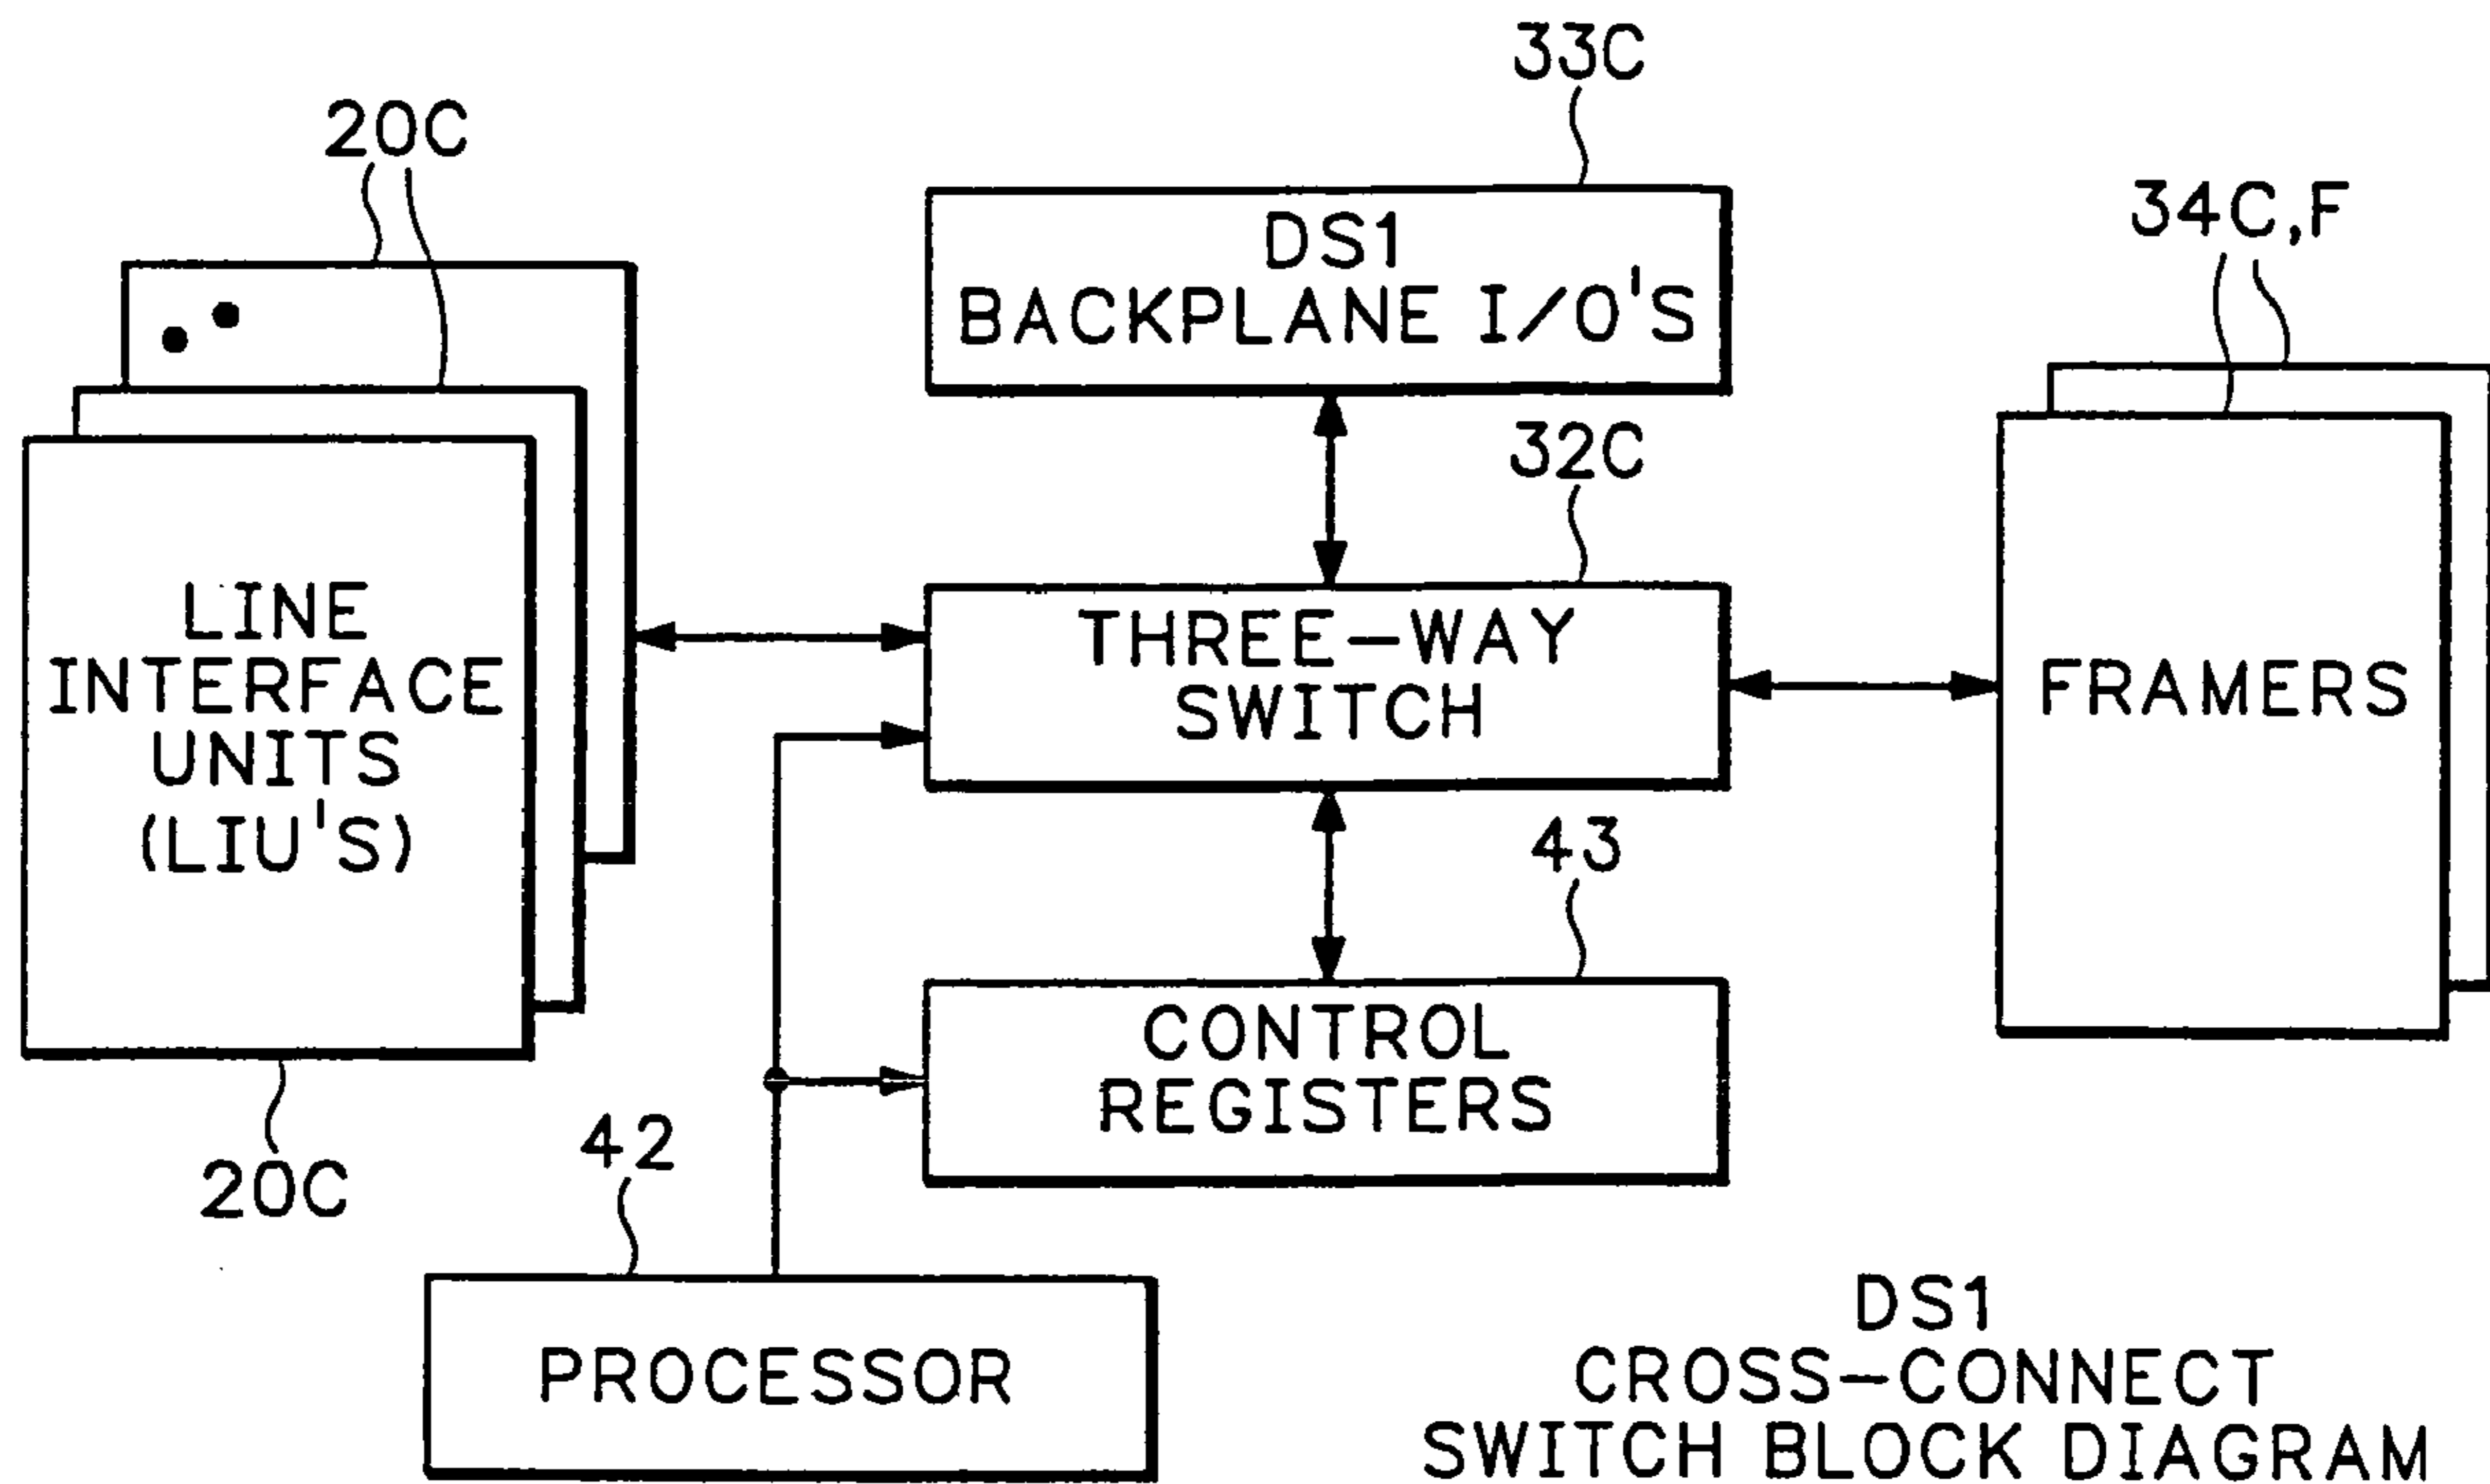 33C
20C
34C,F
DS1
BACKPLANE I/O'S
32C
LINE
INTERFACE
UNITS
(LIU'S)
THREE-WAY
SWITCH
FRAMERS
43
CONTROL
REGISTERS
42
20C
PROCESSOR
DS1
CROSS-CONNECT
SWITCH BLOCK DIAGRAM